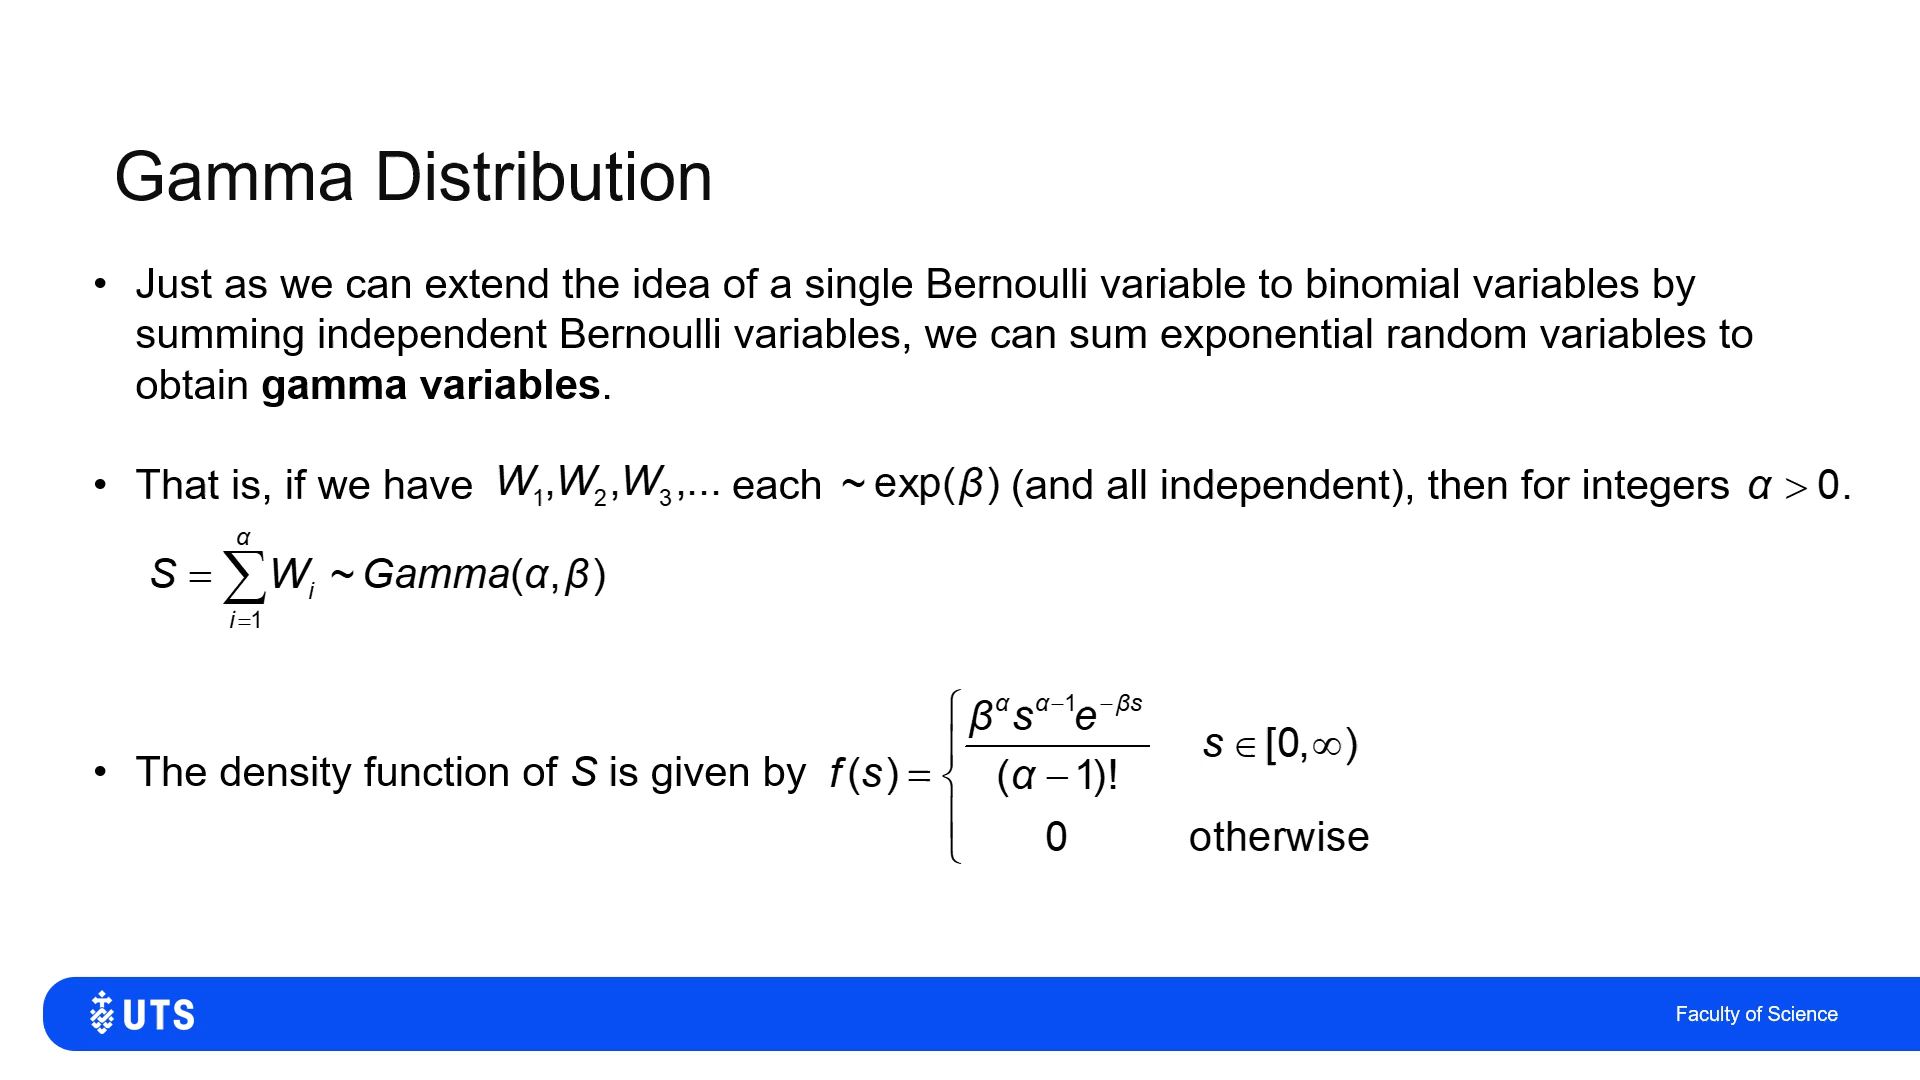 Gamma Distribution
• Just as we can extend the idea of a single Bernoulli variable to binomial variables by
summing independent Bernoulli variables, we can sum exponential random variables to
obtain gamma variables.
• That is, if we have W₁,W₂,W₃,... each ~ exp(β) (and all independent), then for integers α > 0.
S = ∑_{i=1}^{α} W_i ~ Gamma(α,β)
• The density function of S is given by f(s) = { β^α s^{α−1} e^{−βs} / (α − 1)! s ∈ [0,∞)
0 otherwise
UTS
Faculty of Science